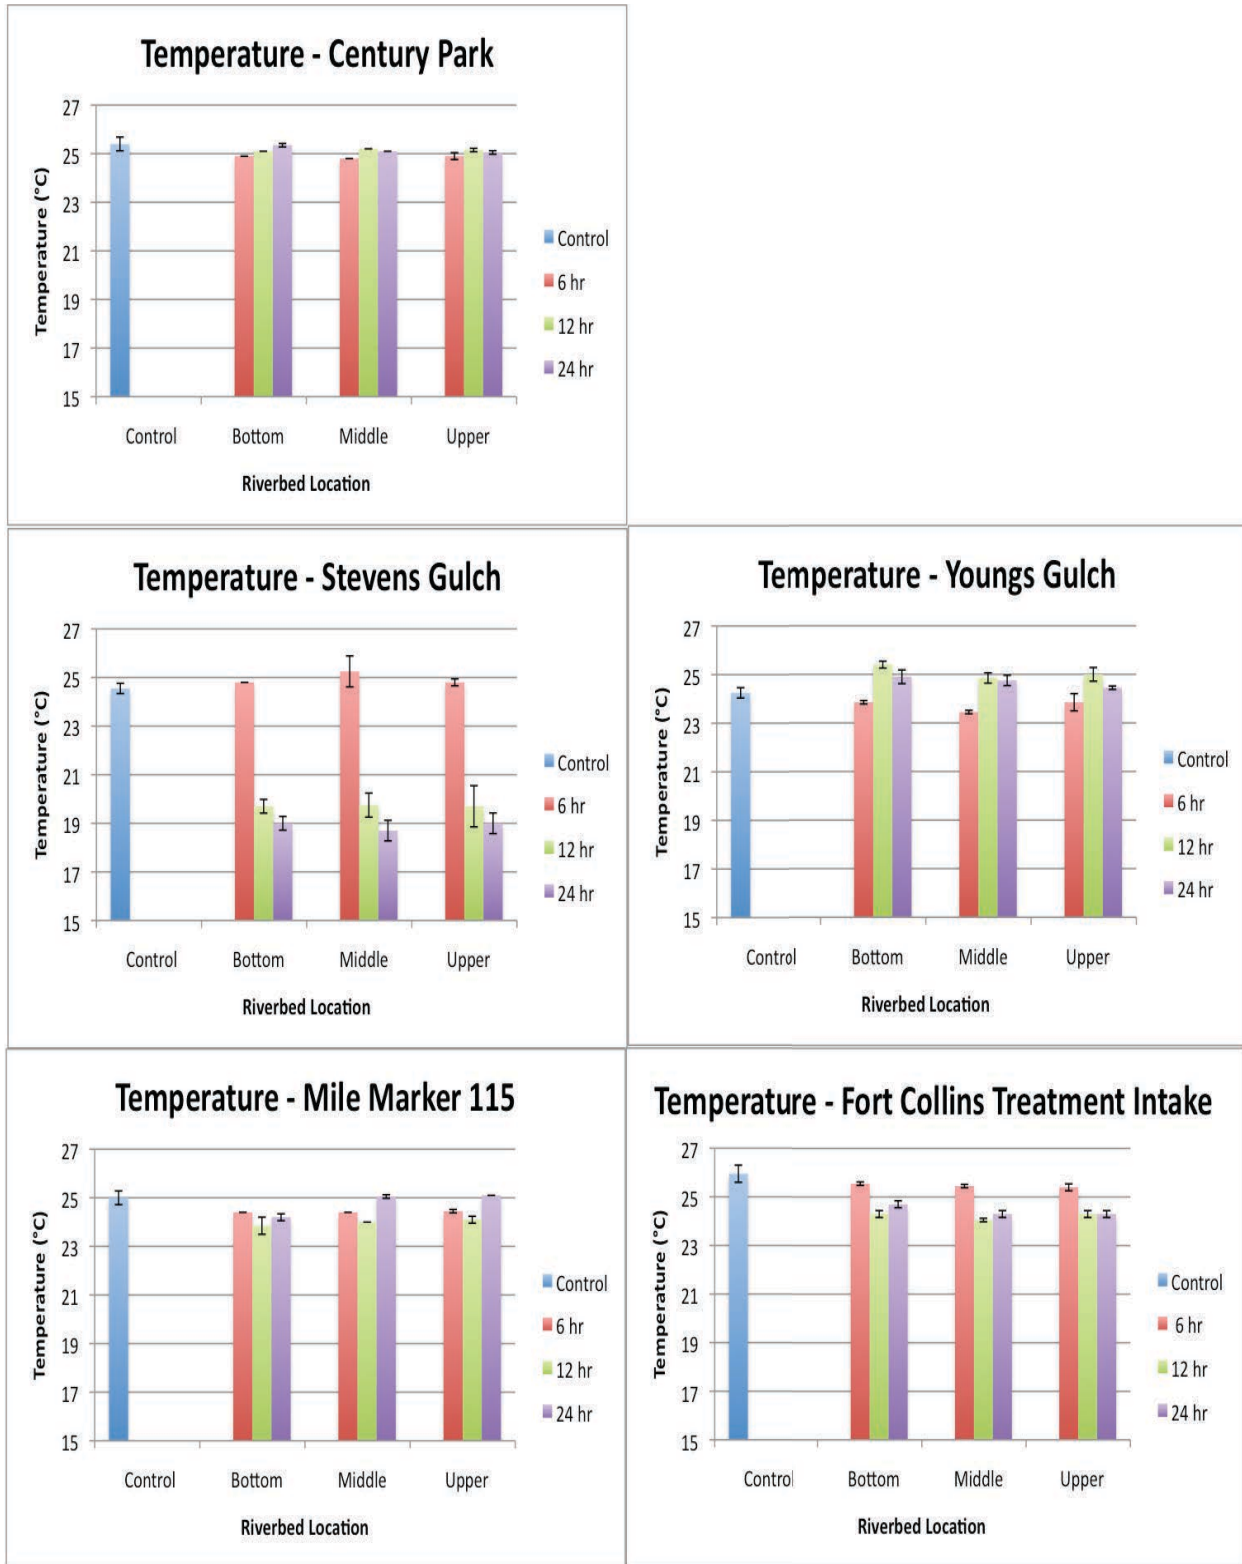 Temperature - Century Park
27
25
23
21
19
17
15
Temperature (°C)
Control
6 hr
12 hr
24 hr
Control Bottom Middle Upper
Riverbed Location
Temperature - Stevens Gulch
27
25
23
21
19
17
15
Temperature (°C)
Control
6 hr
12 hr
24 hr
Control Bottom Middle Upper
Riverbed Location
Temperature - Youngs Gulch
27
25
23
21
19
17
15
Temperature (°C)
Control
6 hr
12 hr
24 hr
Control Bottom Middle Upper
Riverbed Location
Temperature - Mile Marker 115
27
25
23
21
19
17
15
Temperature (°C)
Control
6 hr
12 hr
24 hr
Control Bottom Middle Upper
Riverbed Location
Temperature - Fort Collins Treatment Intake
27
25
23
21
19
17
15
Temperature (°C)
Control
6 hr
12 hr
24 hr
Control Bottom Middle Upper
Riverbed Location